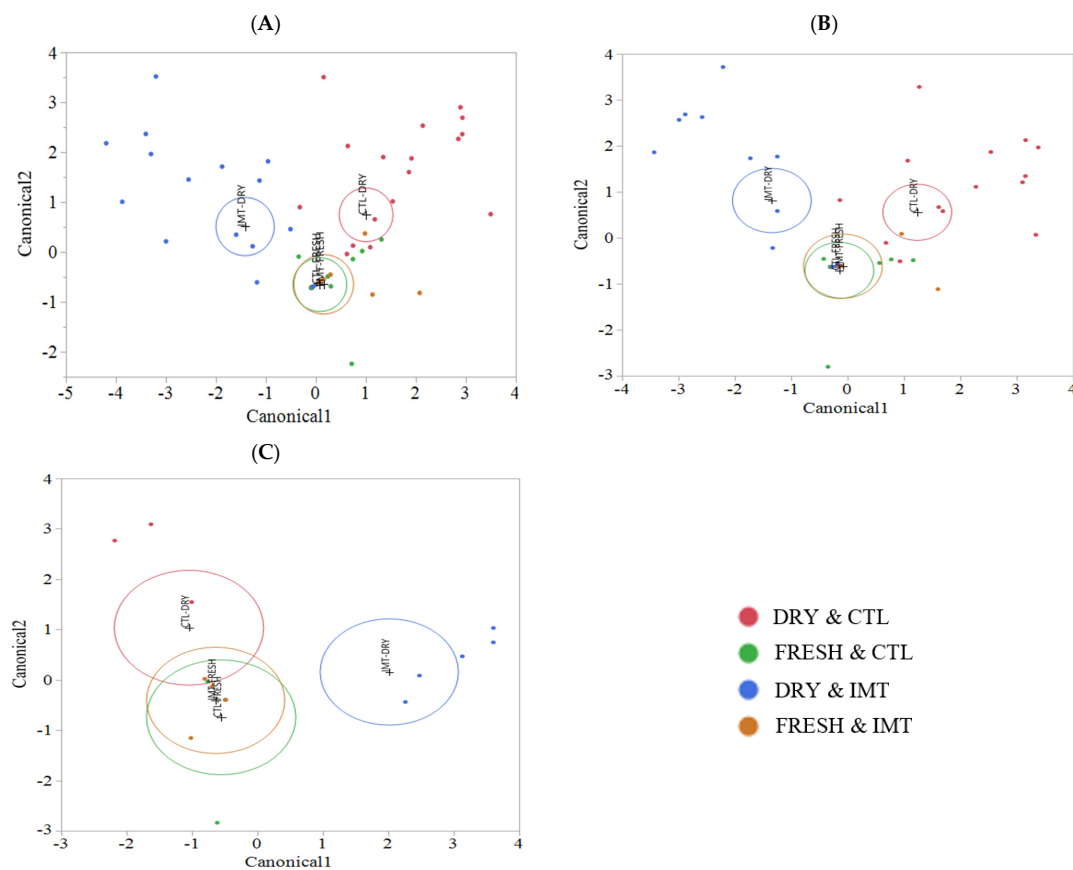 (A)
4
3
2
1
0
-1
-2
Canonical2
-5
-4
-3
-2
-1
0
1
2
3
4
Canonical1
IMT-DRY
CTL-DRY
CTL-FRESH
IMT-FRESH
(B)
4
3
2
1
0
-1
-2
-3
Canonical2
-4
-3
-2
-1
0
1
2
3
4
Canonical1
IMT-DRY
CTL-DRY
CTL-FRESH
IMT-FRESH
(C)
4
3
2
1
0
-1
-2
-3
Canonical2
-3
-2
-1
0
1
2
3
4
Canonical1
CTL-DRY
IMT-DRY
IMT-FRESH
CTL-FRESH
DRY & CTL
FRESH & CTL
DRY & IMT
FRESH & IMT